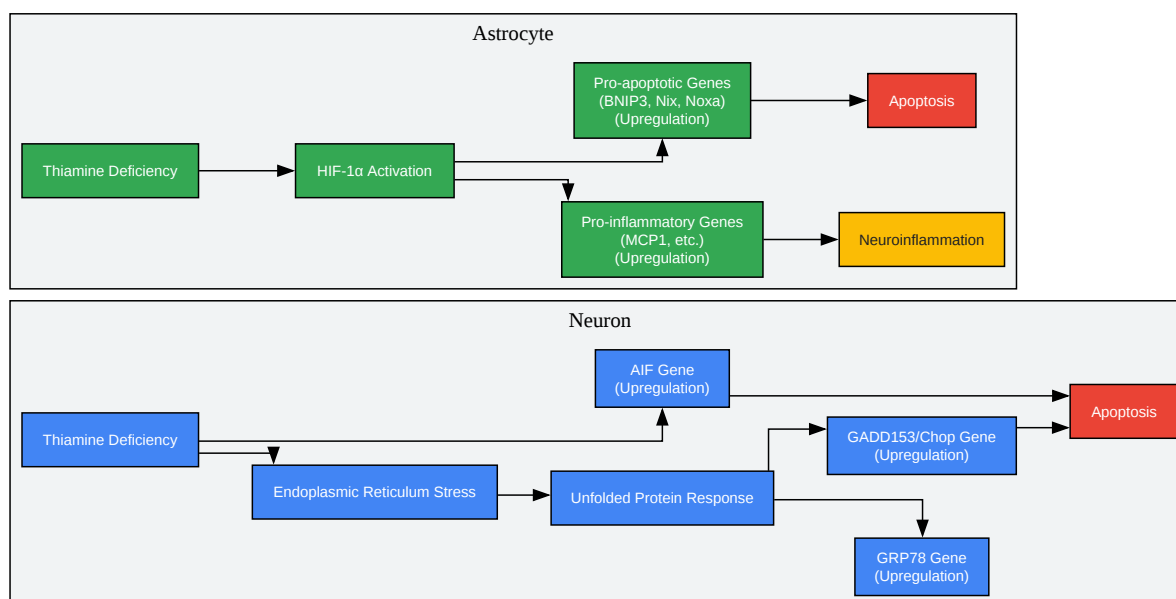 Astrocyte
Thiamine Deficiency
HIF-1α Activation
Pro-apoptotic Genes
(BNIP3, Nix, Noxa)
(Upregulation)
Apoptosis
Pro-inflammatory Genes
(MCP1, etc.)
(Upregulation)
Neuroinflammation
Neuron
Thiamine Deficiency
AIF Gene
(Upregulation)
Endoplasmic Reticulum Stress
Unfolded Protein Response
GADD153/Chop Gene
(Upregulation)
Apoptosis
GRP78 Gene
(Upregulation)